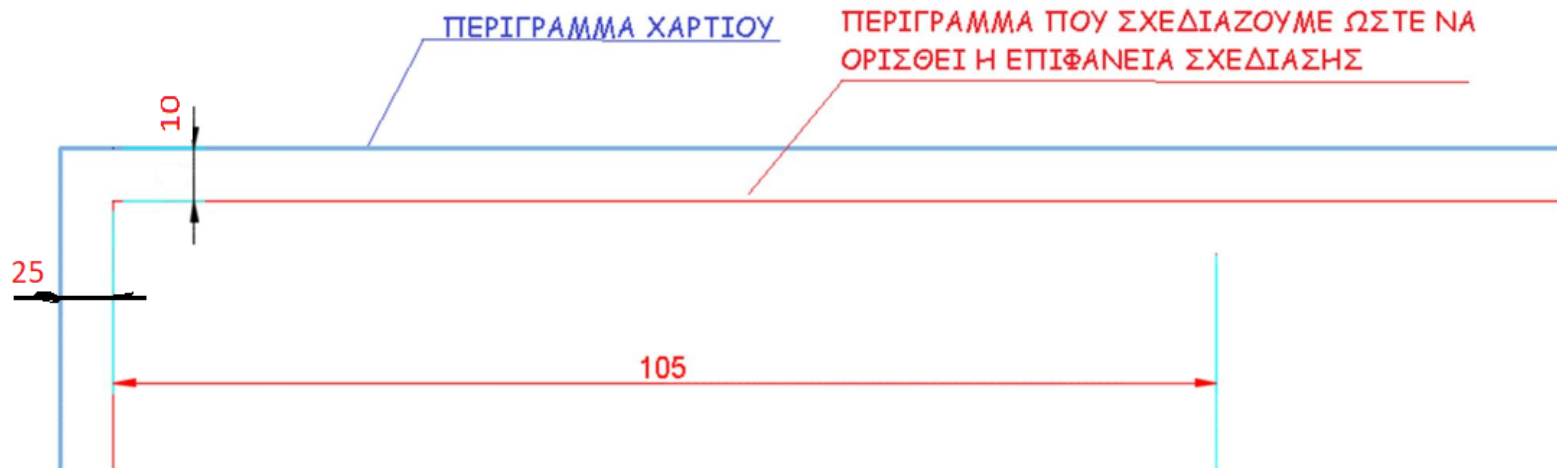 ΠΕΡΙΓΡΑΜΜΑ ΧΑΡΤΙΟΥ
ΠΕΡΙΓΡΑΜΜΑ ΠΟΥ ΣΧΕΔΙΑΖΟΥΜΕ ΩΣΤΕ ΝΑ
ΟΡΙΣΘΕΙ Η ΕΠΙΦΑΝΕΙΑ ΣΧΕΔΙΑΣΗΣ
10
25
105